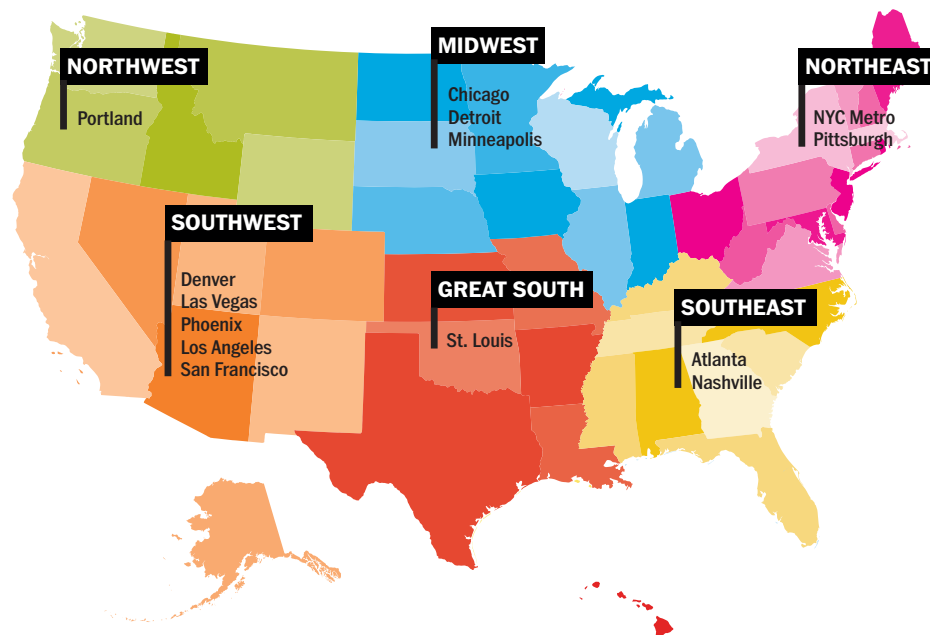 NORTHWEST
Portland
MIDWEST
Chicago
Detroit
Minneapolis
NORTHEAST
NYC Metro
Pittsburgh
SOUTHWEST
Denver
Las Vegas
Phoenix
Los Angeles
San Francisco
GREAT SOUTH
St. Louis
SOUTHEAST
Atlanta
Nashville